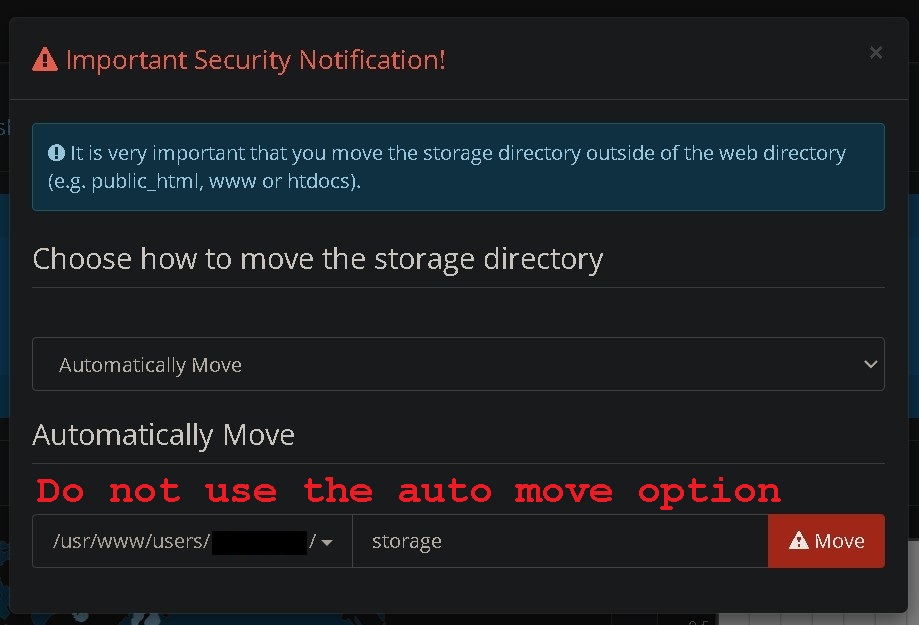 Important Security Notification!
×
It is very important that you move the storage directory outside of the web directory
(e.g. public_html, www or htdocs).
Choose how to move the storage directory
Automatically Move
Automatically Move
Do not use the auto move option
/usr/www/users/ / storage Move